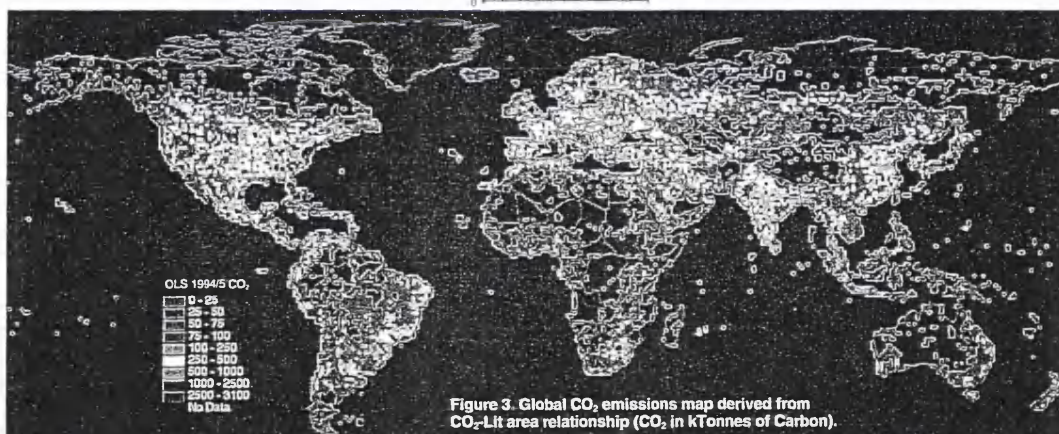 0
OLS 1994/5 CO₂
0 - 25
25 - 50
50 - 75
75 - 100
100 - 250
250 - 500
500 - 1000
1000 - 2500
2500 - 3100
No Data
Figure 3. Global CO₂ emissions map derived from
CO₂-Lit area relationship (CO₂ in kTonnes of Carbon).